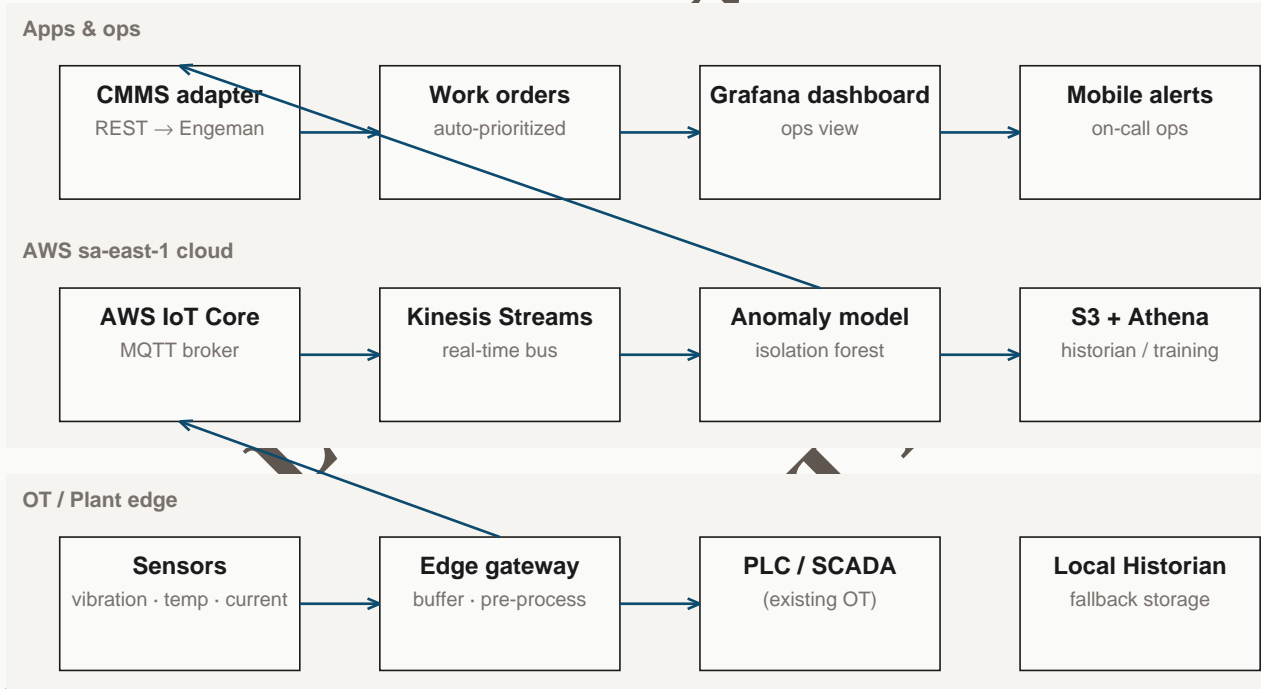 Apps & ops
CMMS adapter
REST → Engeman
Work orders
auto-prioritized
Grafana dashboard
ops view
Mobile alerts
on-call ops
AWS sa-east-1 cloud
AWS IoT Core
MQTT broker
Kinesis Streams
real-time bus
Anomaly model
isolation forest
S3 + Athena
historian / training
OT / Plant edge
Sensors
vibration · temp · current
Edge gateway
buffer · pre-process
PLC / SCADA
(existing OT)
Local Historian
fallback storage